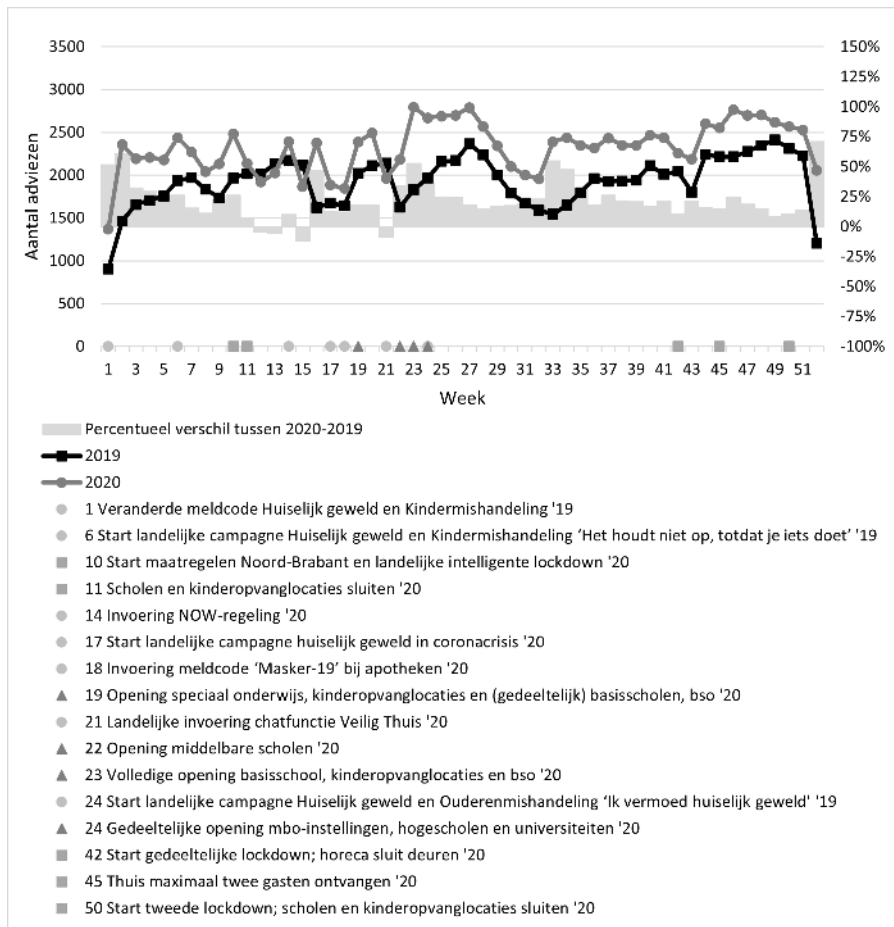 3500
3000
2500
2000
1500
1000
500
0
Aantal adviezen
150%
125%
100%
75%
50%
25%
0%
-25%
-50%
-75%
-100%
1 3 5 7 9 11 13 15 17 19 21 23 25 27 29 31 33 35 37 39 41 43 45 47 49 51
Week
Percentueel verschil tussen 2020-2019
2019
2020
1 Veranderde meldcode Huiselijk geweld en Kindermishandeling '19
6 Start landelijke campagne Huiselijk geweld en Kindermishandeling ‘Het houdt niet op, totdat je iets doet’ '19
10 Start maatregelen Noord-Brabant en landelijke intelligente lockdown '20
11 Scholen en kinderopvanglocaties sluiten '20
14 Invoering NOW-regeling '20
17 Start landelijke campagne huiselijk geweld in coronacrisis '20
18 Invoering meldcode ‘Masker-19’ bij apotheken '20
19 Opening speciaal onderwijs, kinderopvanglocaties en (gedeeltelijk) basisscholen, bso '20
21 Landelijke invoering chatfunctie Veilig Thuis '20
22 Opening middelbare scholen '20
23 Volledige opening basisschool, kinderopvanglocaties en bso '20
24 Start landelijke campagne Huiselijk geweld en Ouderenmishandeling ‘Ik vermoed huiselijk geweld' '19
24 Gedeeltelijke opening mbo-instellingen, hogescholen en universiteiten '20
42 Start gedeeltelijke lockdown; horeca sluit deuren '20
45 Thuis maximaal twee gasten ontvangen '20
50 Start tweede lockdown; scholen en kinderopvanglocaties sluiten '20